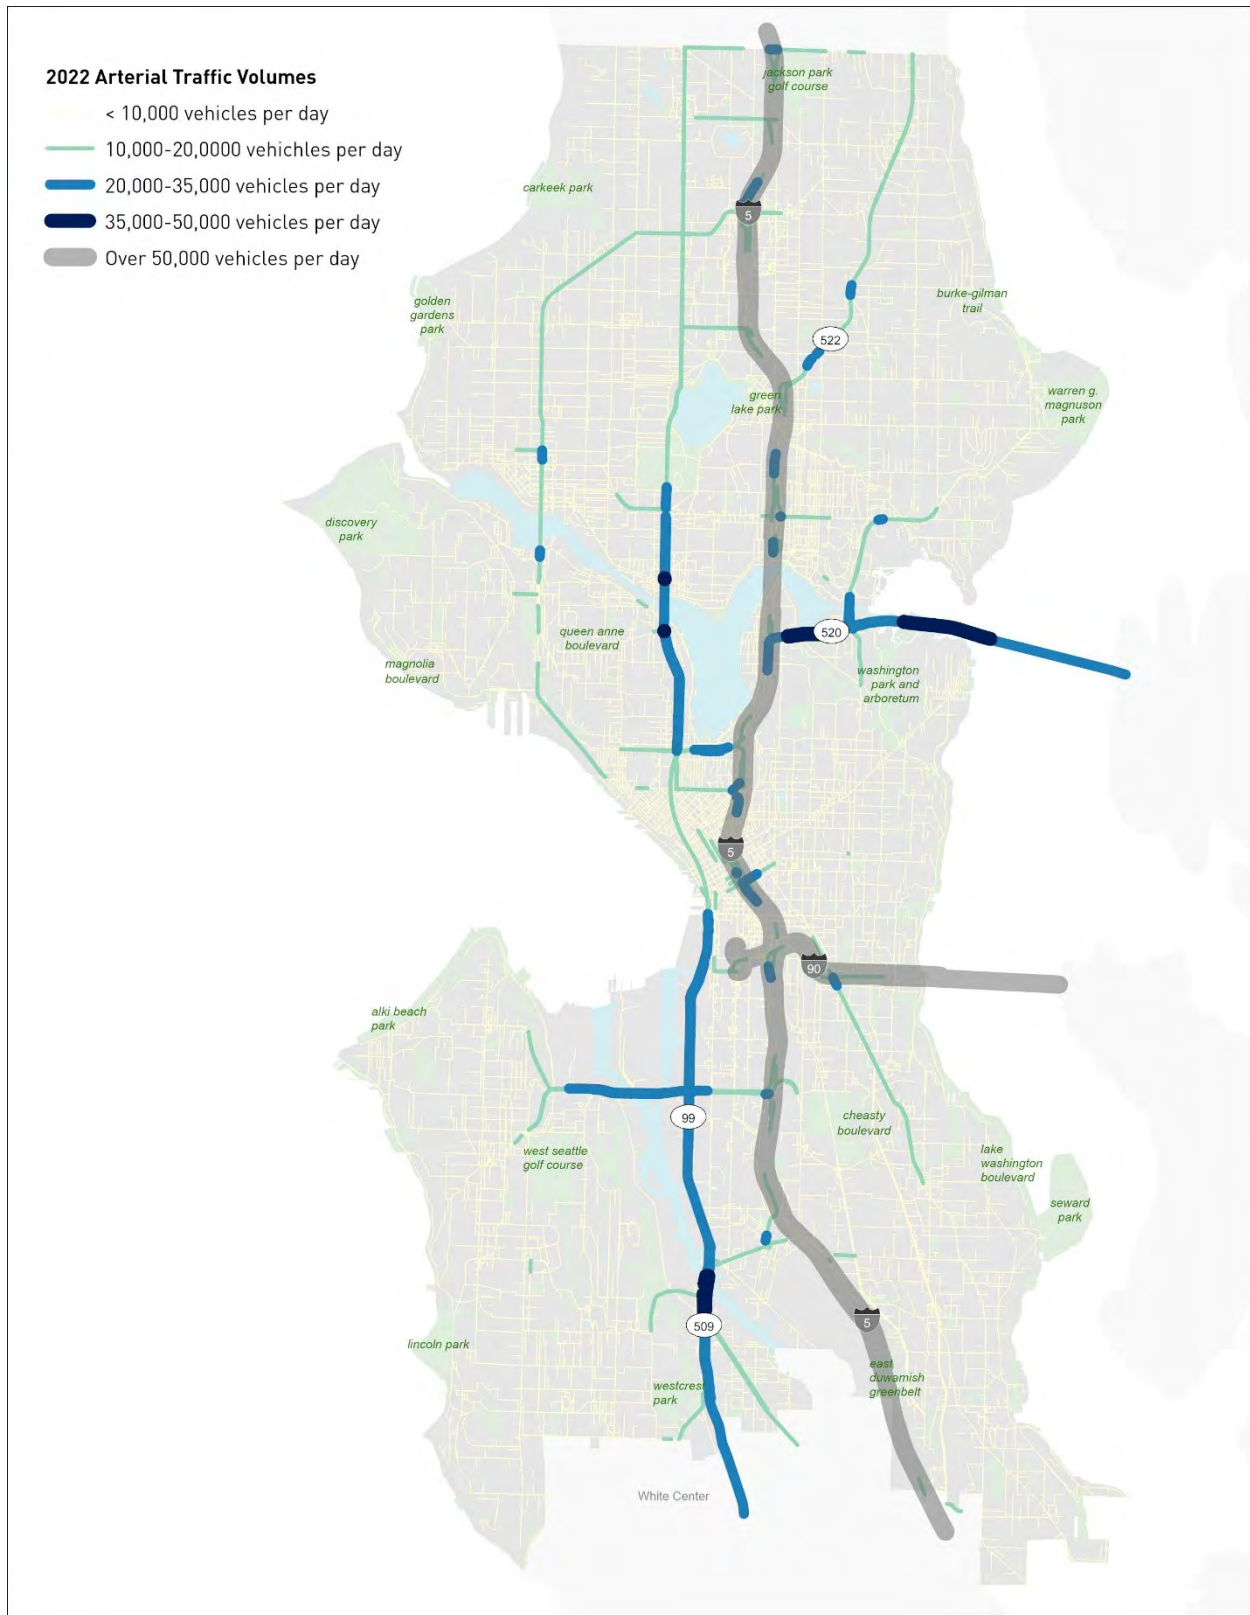 2022 Arterial Traffic Volumes
< 10,000 vehicles per day
10,000-20,0000 vehichles per day
20,000-35,000 vehicles per day
35,000-50,000 vehicles per day
Over 50,000 vehicles per day
jackson park
golf course
carkeek park
5
golden
gardens
park
burke-gilman
trail
522
green
lake park
warren g.
magnuson
park
discovery
park
queen anne
boulevard
520
magnolia
boulevard
washington
park and
arboretum
5
90
alki beach
park
99
cheasty
boulevard
west seattle
golf course
lake
washington
boulevard
seward
park
509
5
lincoln park
east
duwamish
greenbelt
westcrest
park
White Center